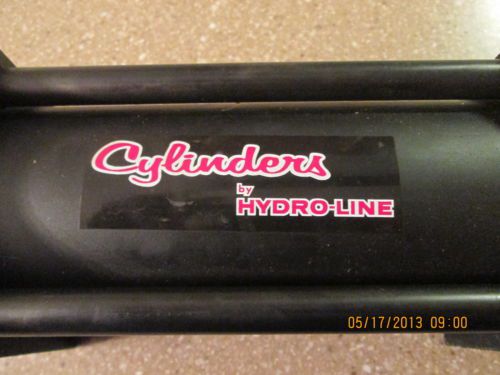 Cylinders
by
HYDRO-LINE
05/17/2013 09:00